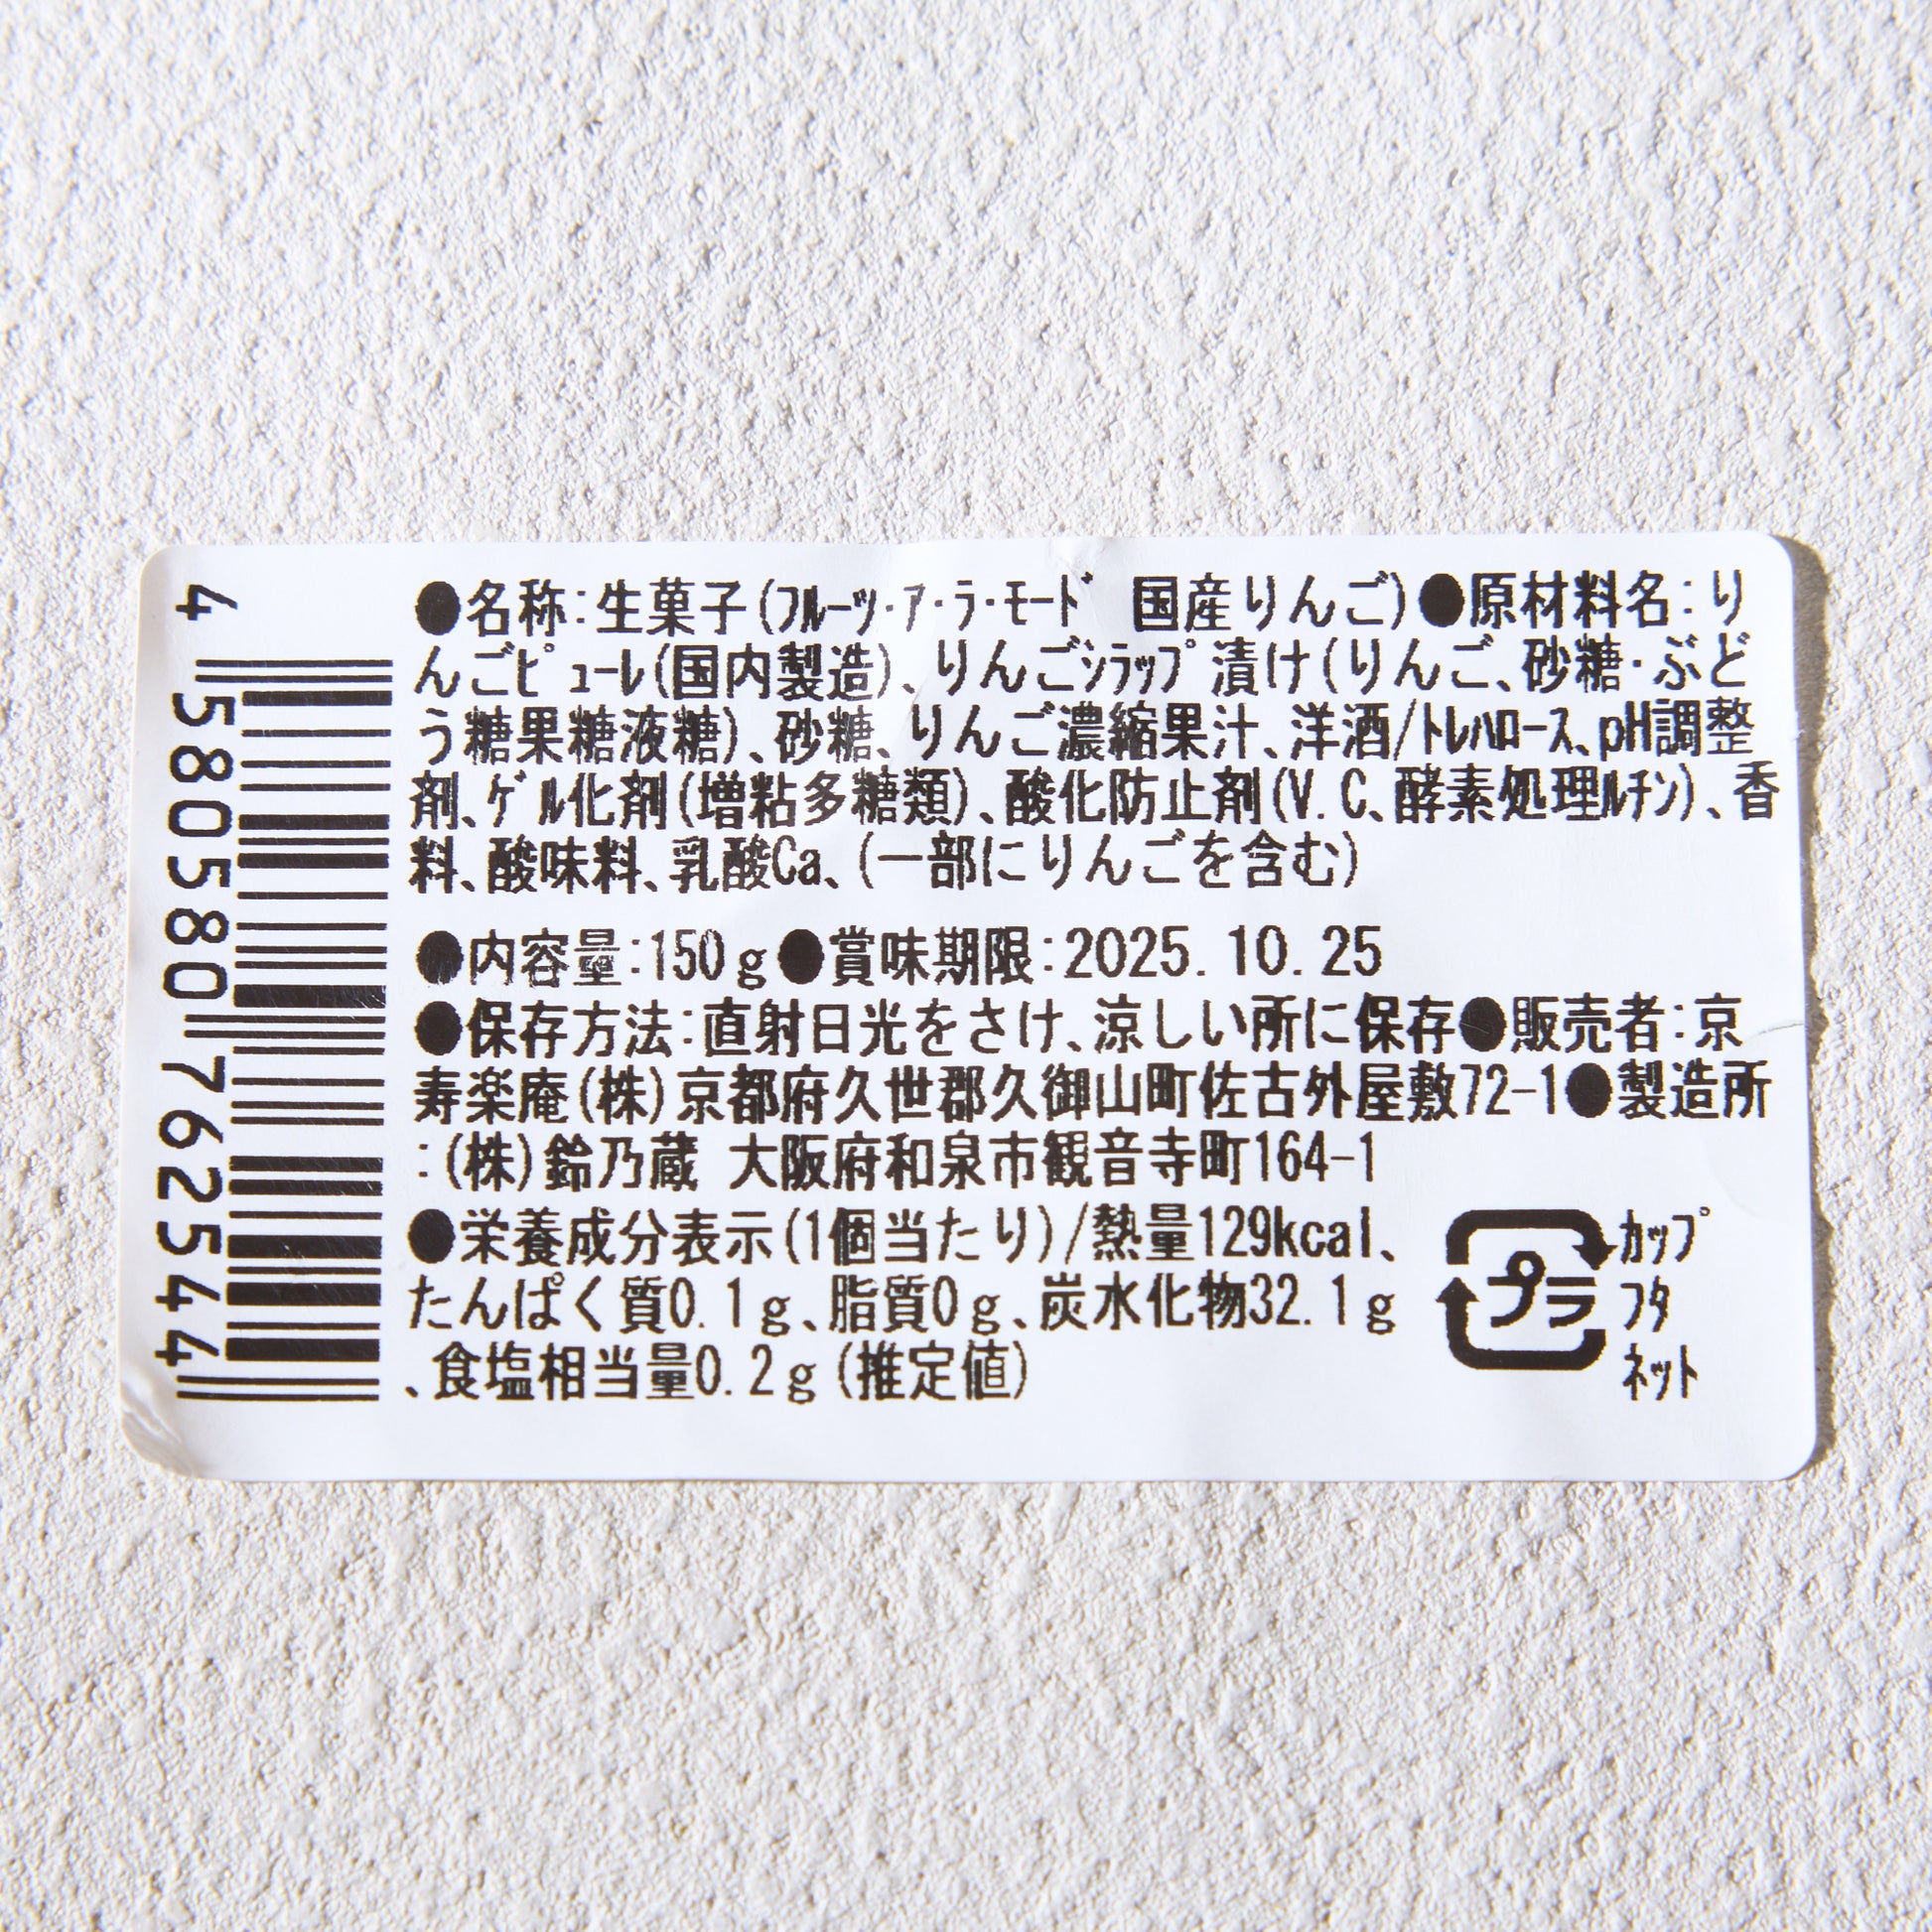 ●名称:生菓子(フルーツ・ア・ラ・モード 国産りんご)●原材料名:り
んごピューレ(国内製造)、りんごシラップ漬け(りんご、砂糖・ぶど
う糖果糖液糖)、砂糖、りんご濃縮果汁、洋酒/トレハロース、pH調整
剤、ゲル化剤(増粘多糖類)、酸化防止剤(V.C、酵素処理ルチン)、香
料、酸味料、乳酸Ca、(一部にりんごを含む)
●内容量:150g●賞味期限:2025.10.25
●保存方法:直射日光をさけ、涼しい所に保存●販売者:京
寿楽庵(株)京都府久世郡久御山町佐古外屋敷72-1●製造所
:(株)鈴乃蔵 大阪府和泉市観音寺町164-1
●栄養成分表示(1個当たり)/熱量129kcal、
たんぱく質0.1g、脂質0g、炭水化物32.1g
、食塩相当量0.2g(推定値)
プラ
カップ
フタ
ネット
4 580580 762544